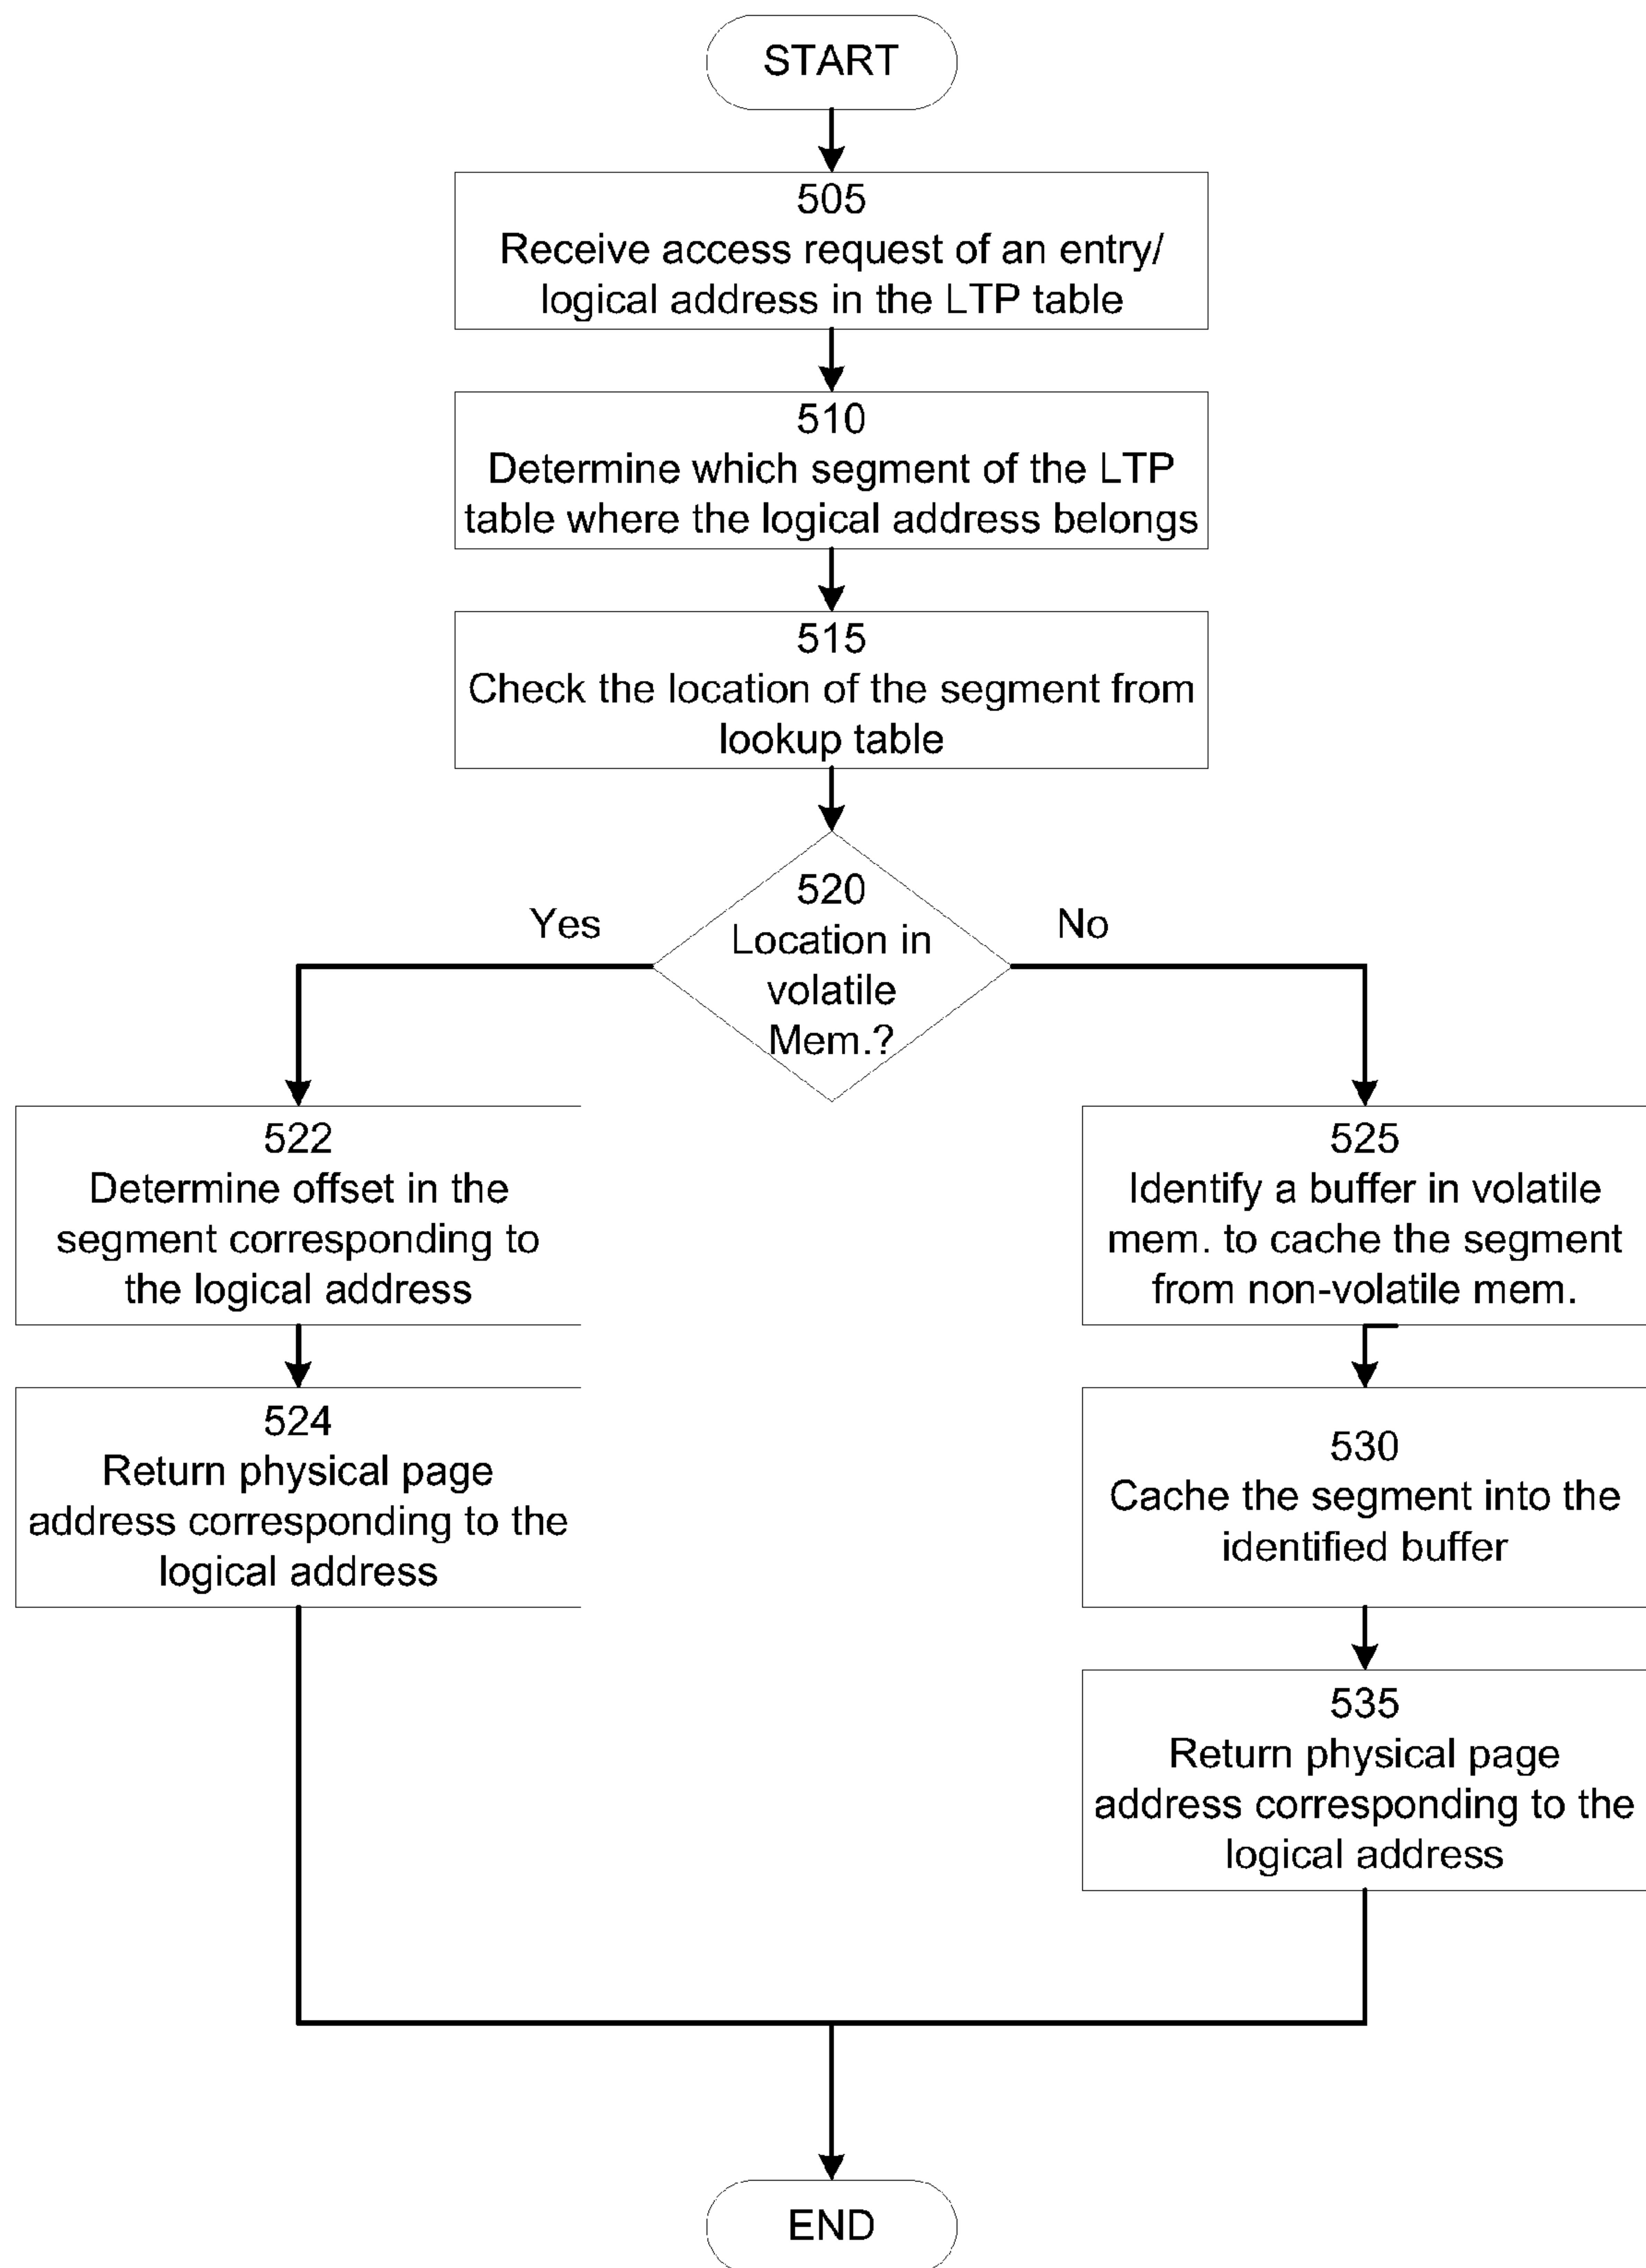 START
505
Receive access request of an entry/
logical address in the LTP table
510
Determine which segment of the LTP
table where the logical address belongs
515
Check the location of the segment from
lookup table
520
Location in
volatile
Mem.?
Yes
No
522
Determine offset in the
segment corresponding to
the logical address
524
Return physical page
address corresponding to the
logical address
525
Identify a buffer in volatile
mem. to cache the segment
from non-volatile mem.
530
Cache the segment into the
identified buffer
535
Return physical page
address corresponding to the
logical address
END